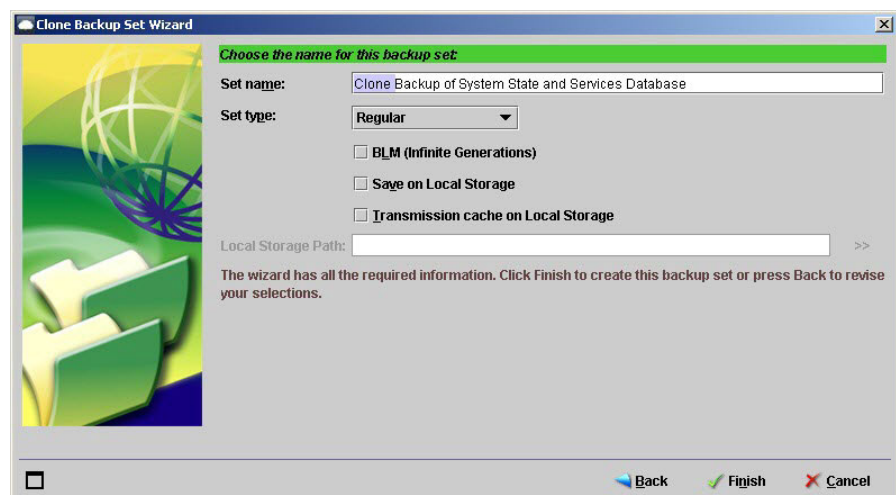 Clone Backup Set Wizard
Choose the name for this backup set:
Set name: Clone Backup of System State and Services Database
Set type: Regular
BLM (Infinite Generations)
Save on Local Storage
Transmission cache on Local Storage
Local Storage Path: >>
The wizard has all the required information. Click Finish to create this backup set or press Back to revise
your selections.
Back Finish Cancel